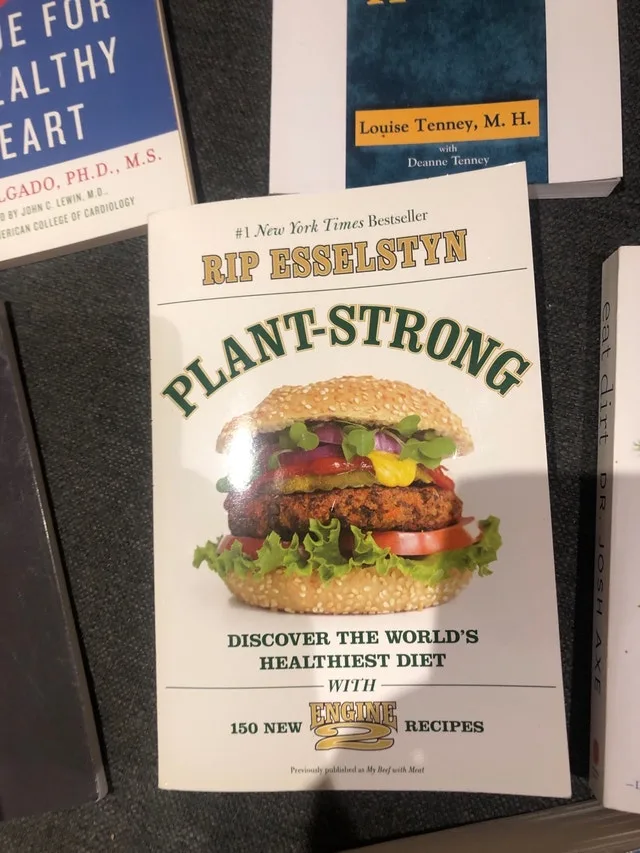 UE FOR
EALTHY
EART
LGADO, PH.D., M.S.
D BY JOHN C. LEWIN, M.D.,
ERICAN COLLEGE OF CARDIOLOGY
Louise Tenney, M. H.
with
Deanne Tenney
#1 New York Times Bestseller
RIP ESSELSTYN
PLANT-STRONG
DISCOVER THE WORLD'S
HEALTHIEST DIET
WITH
150 NEW ENGINE 2 RECIPES
Previously published as My Beef with Meat
eat dirt DR. JOSH AXE